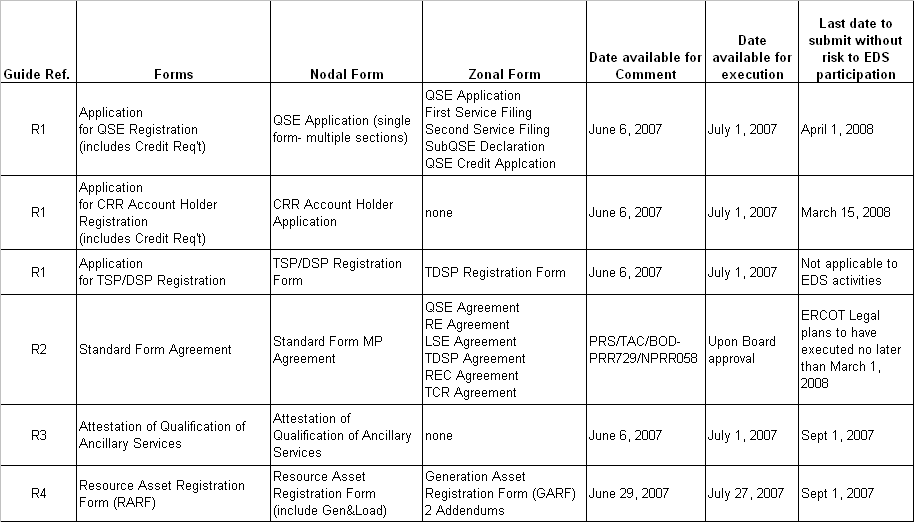 Guide Ref.
Forms
Nodal Form
Zonal Form
Date available for
Comment
Date
available for
execution
Last date to
submit without
risk to EDS
participation
R1
Application
for QSE Registration
(includes Credit Req't)
QSE Application (single
form- multiple sections)
QSE Application
First Service Filing
Second Service Filing
SubQSE Declaration
QSE Credit Applcation
June 6, 2007
July 1, 2007
April 1, 2008
R1
Application
for CRR Account Holder
Registration
(includes Credit Req't)
CRR Account Holder
Application
none
June 6, 2007
July 1, 2007
March 15, 2008
R1
Application
for TSP/DSP Registration
TSP/DSP Registration
Form
TDSP Registration Form
June 6, 2007
July 1, 2007
Not applicable to
EDS activities
R2
Standard Form Agreement
Standard Form MP
Agreement
QSE Agreement
RE Agreement
LSE Agreement
TDSP Agreement
REC Agreement
TCR Agreement
PRS/TAC/BOD-
PRR729/NPRR058
Upon Board
approval
ERCOT Legal
plans to have
executed no later
than March 1,
2008
R3
Attestation of Qualification of
Ancillary Services
Attestation of
Qualification of Ancillary
Services
none
June 6, 2007
July 1, 2007
Sept 1, 2007
R4
Resource Asset Registration
Form (RARF)
Resource Asset
Registration Form
(include Gen&Load)
Generation Asset
Registration Form (GARF)
2 Addendums
June 29, 2007
July 27, 2007
Sept 1, 2007